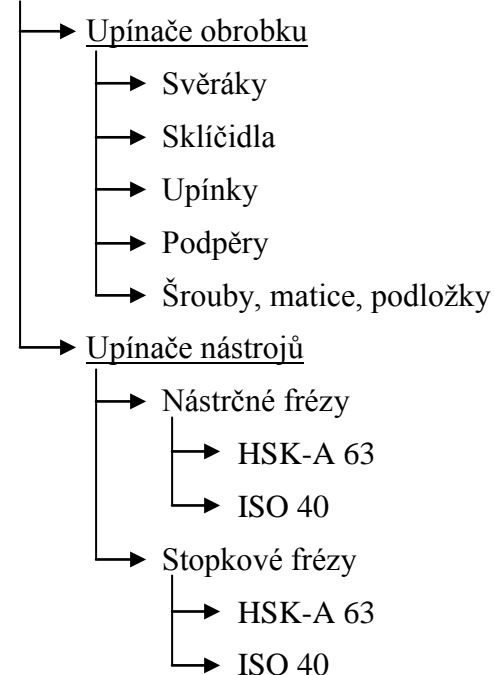 Upínače obrobku
Svěráky
Sklíčidla
Upínky
Podpěry
Šrouby, matice, podložky
Upínače nástrojů
Nástrčné frézy
HSK-A 63
ISO 40
Stopkové frézy
HSK-A 63
ISO 40